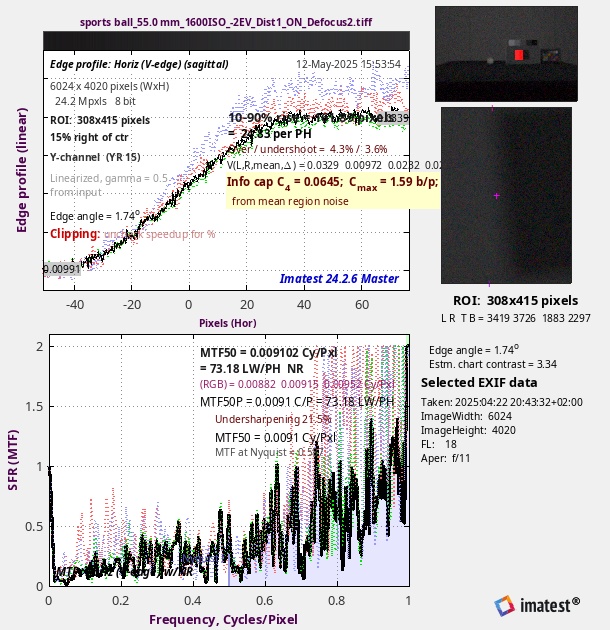 sports ball_55.0 mm_1600ISO_-2EV_Dist1_ON_Defocus2.tiff
Edge profile: Horiz (V-edge) (sagittal)
12-May-2025 15:53:54
6024 x 4020 pixels (WxH)
24.2 Mpxls   8 bit
ROI: 308x415 pixels
15% right of ctr
Y-channel  (YR 15)
Linearized, gamma = 0.5
from input
Edge angle = 1.74°
Clipping:
speedup for %
10-90%
= 24.83 per PH
/ undershoot =  4.3% /  3.6%
V(L,R,mean,Δ) = 0.0329  0.00972  0.0232  0.02
Info cap C4 = 0.0645;  Cmax = 1.59 b/p;
from mean region noise
0.00991
Imatest 24.2.6 Master
Edge profile (linear)
-40
-20
0
20
40
60
Pixels (Hor)
ROI:  308x415 pixels
L R  T B = 3419 3726  1883 2297
MTF50 = 0.009102 Cy/Pxl
= 73.18 LW/PH  NR
(RGB) = 0.00882  0.00915  0.00952 Cy/Pxl
MTF50P = 0.0091 C/P = 73.18 LW/PH
Undersharpening 21.5%
MTF50 = 0.0091 Cy/Pxl
MTF at Nyquist =
Edge angle = 1.74°
Estm. chart contrast = 3.34
Selected EXIF data
Taken: 2025:04:22 20:43:32+02:00
ImageWidth:  6024
ImageHeight:  4020
FL:    18
Aper:  f/11
SFR (MTF)
2
1.5
1
0.5
0
0
0.2
0.4
0.6
0.8
1
Frequency, Cycles/Pixel
imatest®